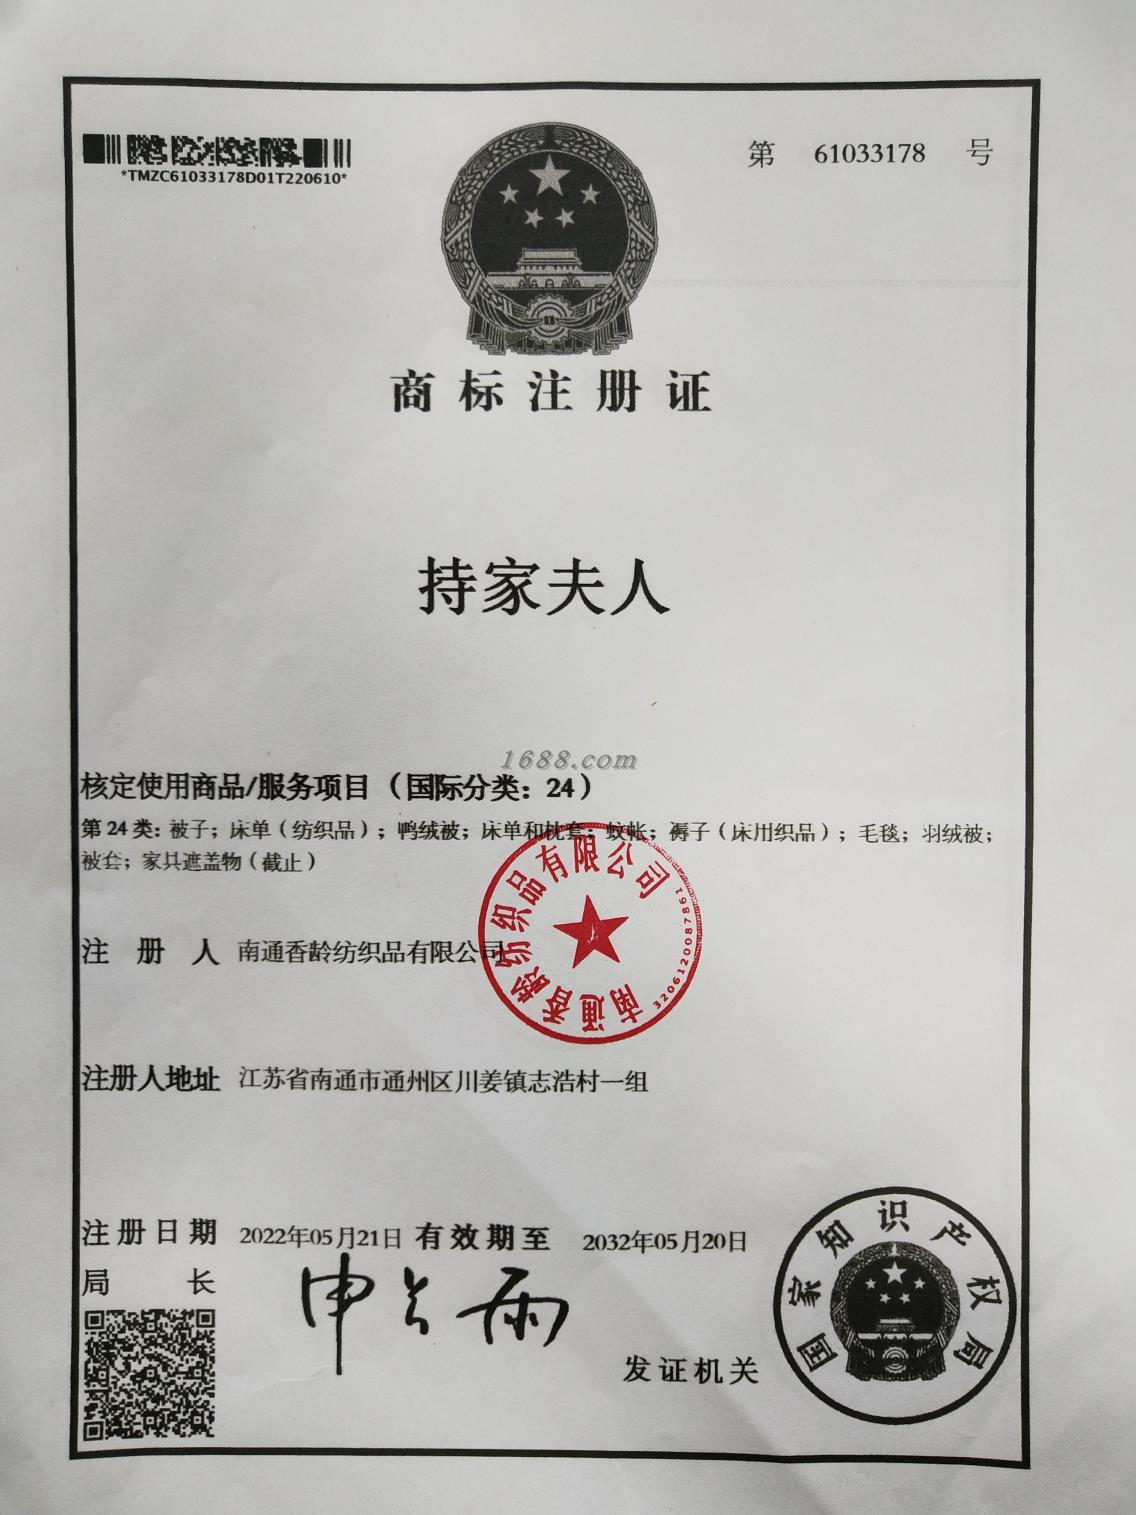 *TMZC61033178D01T220610*
第 61033178 号
商标注册证
持家夫人
1688.com
核定使用商品/服务项目（国际分类：24）
第24类：被子；床单（纺织品）；鸭绒被；床单和枕套；蚊帐；褥子（床用织品）；毛毯；羽绒被；
被套；家具遮盖物（截止）
注册人 南通香龄纺织品有限公司
南通香龄纺织品有限公司
3206120087861
注册人地址 江苏省南通市通州区川姜镇志浩村一组
注册日期 2022年05月21日 有效期至 2032年05月20日
局长 申长雨
发证机关
国家知识产权局